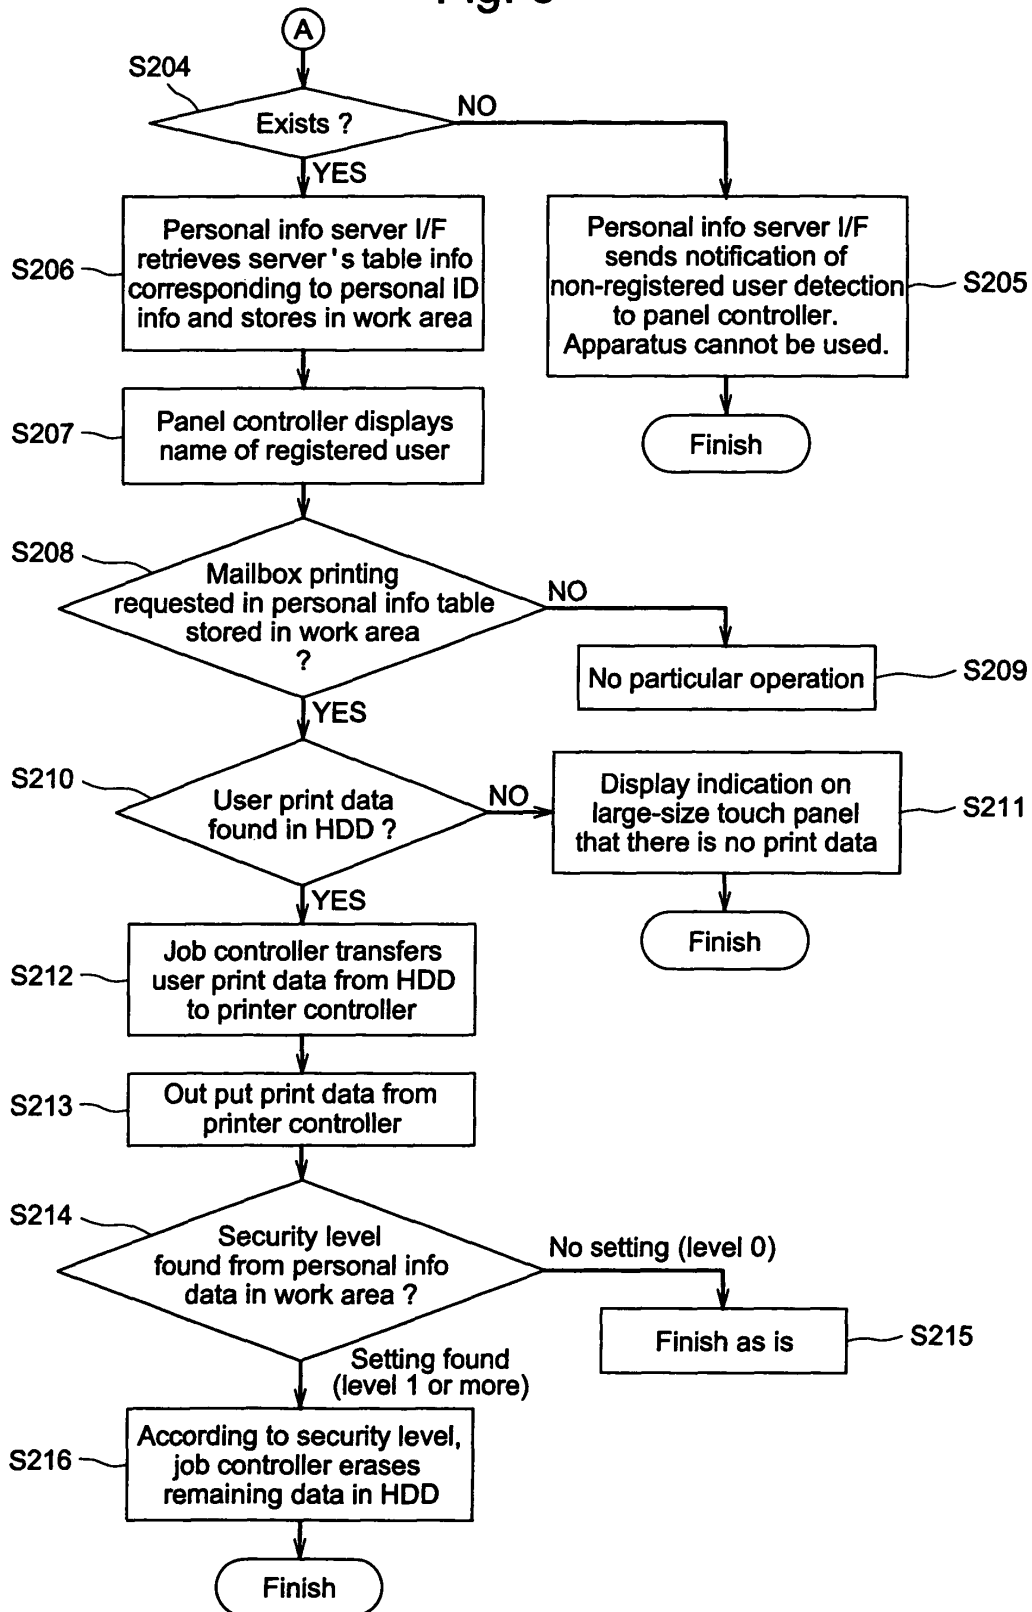 A
S204
Exists ?
NO
YES
Personal info server I/F
retrieves server's table info
corresponding to personal ID
info and stores in work area
S206
Personal info server I/F
sends notification of
non-registered user detection
to panel controller.
Apparatus cannot be used.
S205
Finish
Panel controller displays
name of registered user
S207
S208
Mailbox printing
requested in personal info table
stored in work area
?
NO
No particular operation
S209
YES
S210
User print data
found in HDD ?
NO
Display indication on
large-size touch panel
that there is no print data
S211
Finish
YES
Job controller transfers
user print data from HDD
to printer controller
S212
Out put print data from
printer controller
S213
S214
Security level
found from personal info
data in work area ?
No setting (level 0)
Finish as is
S215
Setting found
(level 1 or more)
According to security level,
job controller erases
remaining data in HDD
S216
Finish